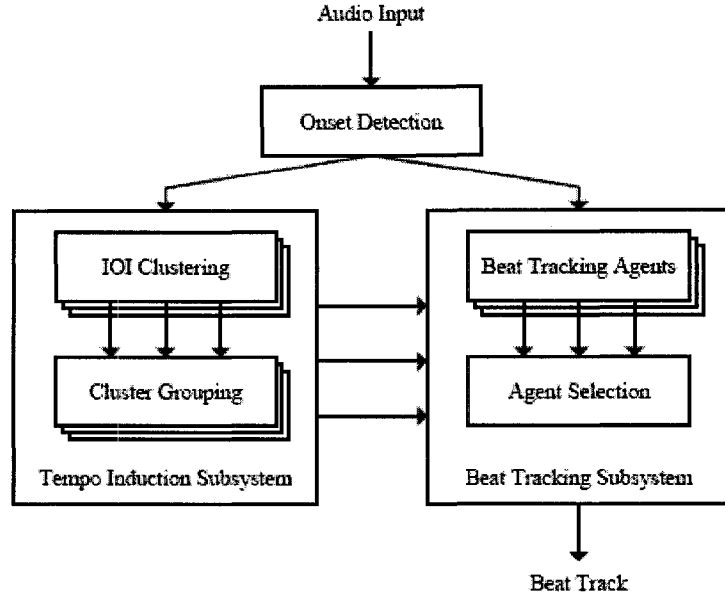 Audio Input
Onset Detection
IOI Clustering
Cluster Grouping
Tempo Induction Subsystem
Beat Tracking Agents
Agent Selection
Beat Tracking Subsystem
Beat Track